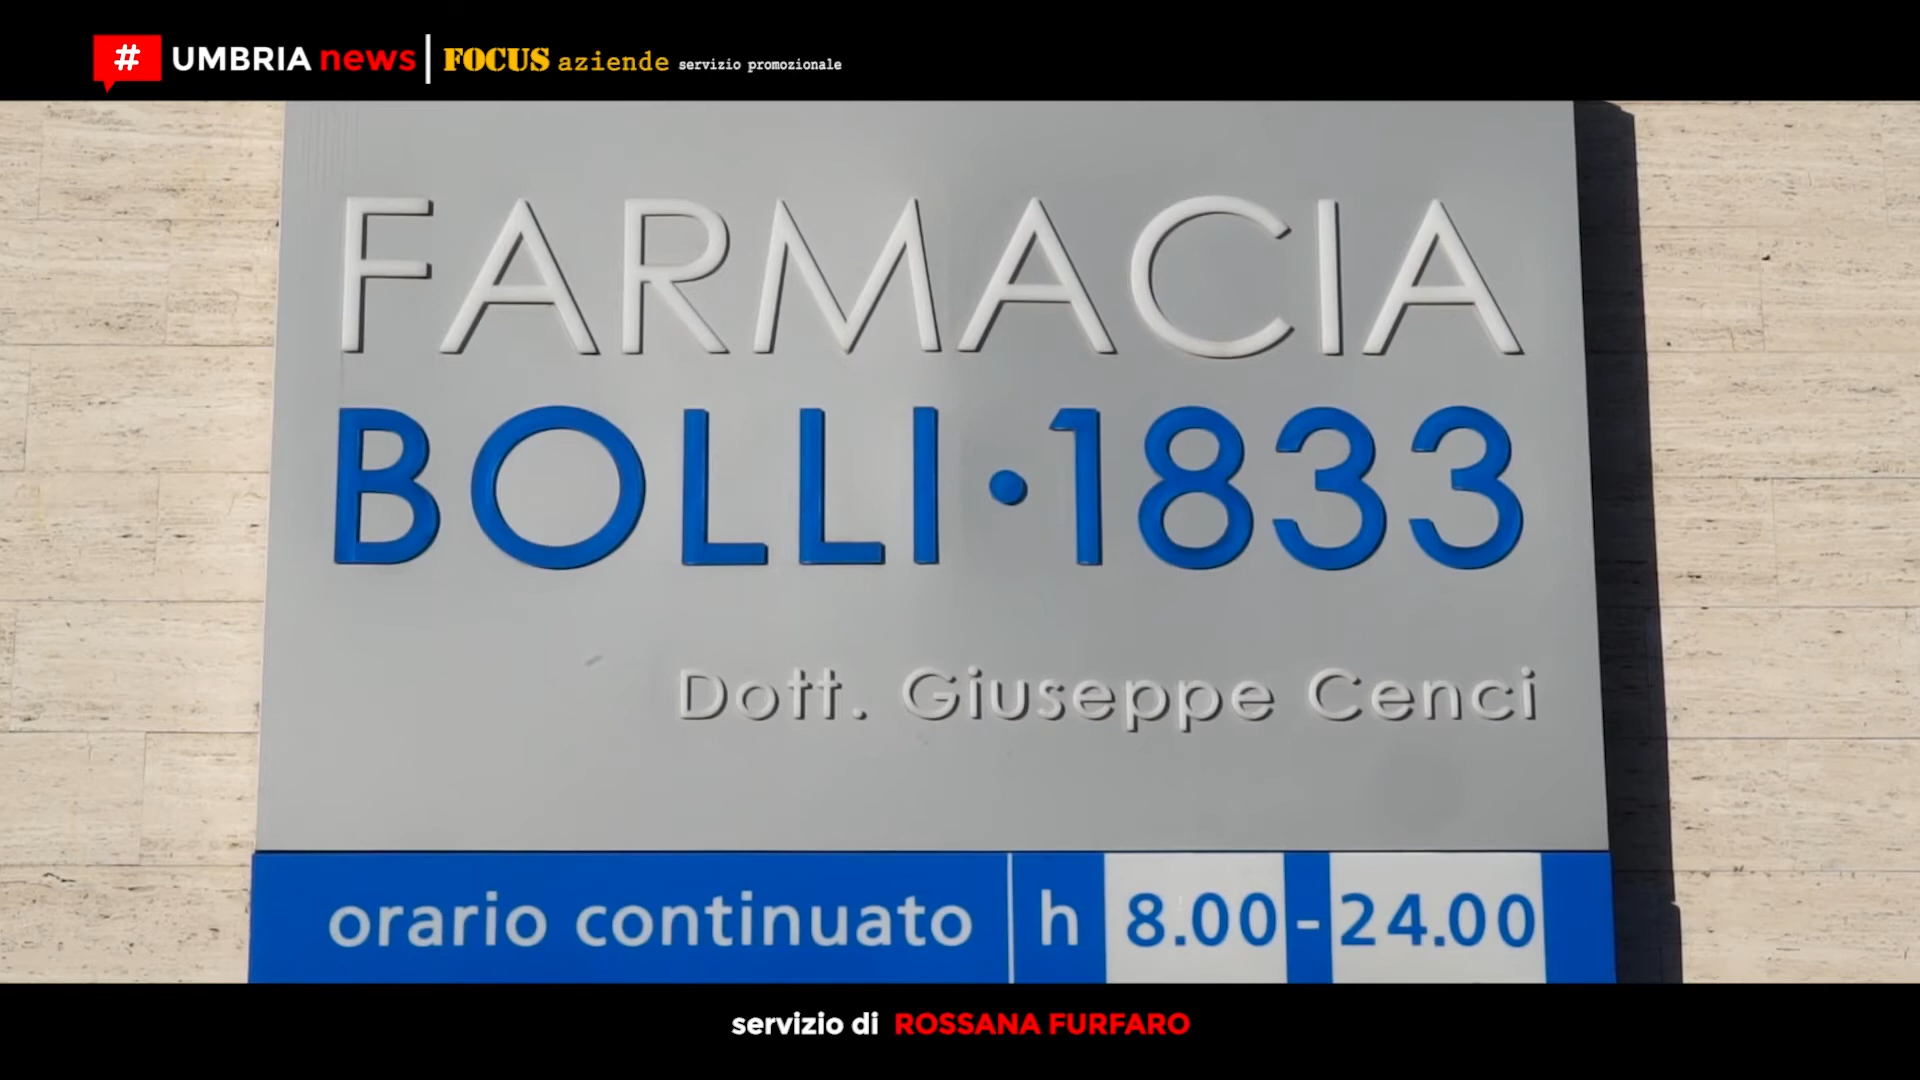 # UMBRIA news FOCUS aziende servizio promozionale
FARMACIA
BOLLI·1833
Dott. Giuseppe Cenci
orario continuato h 8.00-24.00
servizio di ROSSANA FURFARO